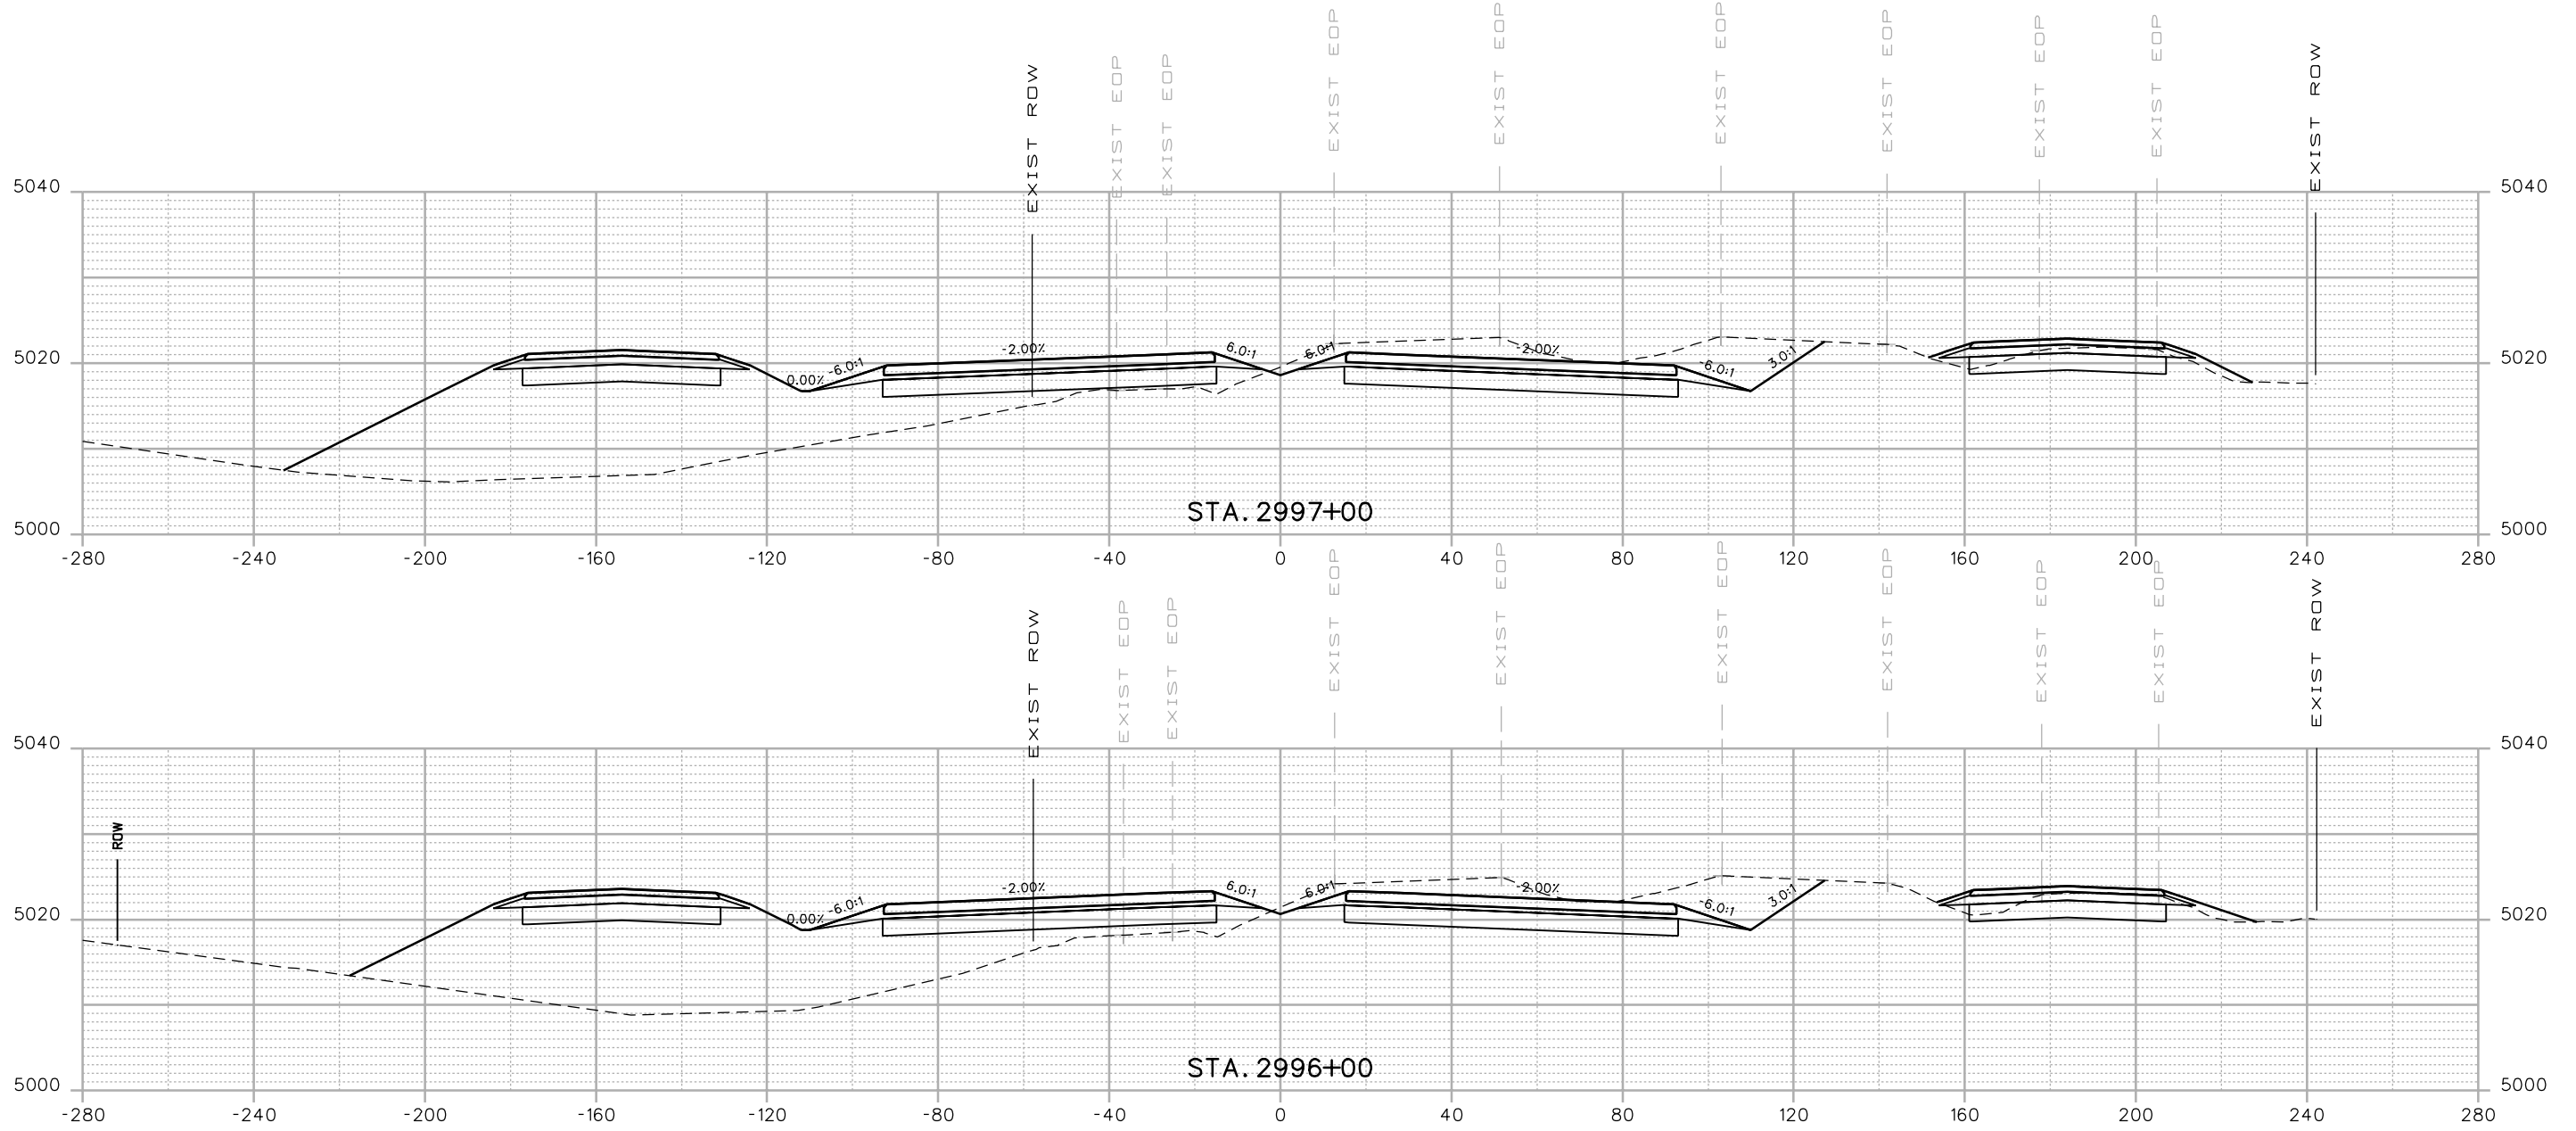 EXIST ROW
EXIST EOP
EXIST EOP
EXIST EOP
EXIST EOP
EXIST EOP
EXIST EOP
EXIST EOP
EXIST EOP
EXIST ROW
5040 5040
5020 5020
0.00% -6.0:1 -2.00% 6.0:1 6.0:1 -2.00% -6.0:1 3.0:1
STA. 2997+00
5000 5000
-280 -240 -200 -160 -120 -80 -40 0 40 80 120 160 200 240 280
EXIST ROW
EXIST EOP
EXIST EOP
EXIST EOP
EXIST EOP
EXIST EOP
EXIST EOP
EXIST EOP
EXIST EOP
EXIST ROW
5040 5040
ROW
5020 5020
0.00% -6.0:1 -2.00% 6.0:1 6.0:1 -2.00% -6.0:1 3.0:1
STA. 2996+00
5000 5000
-280 -240 -200 -160 -120 -80 -40 0 40 80 120 160 200 240 280